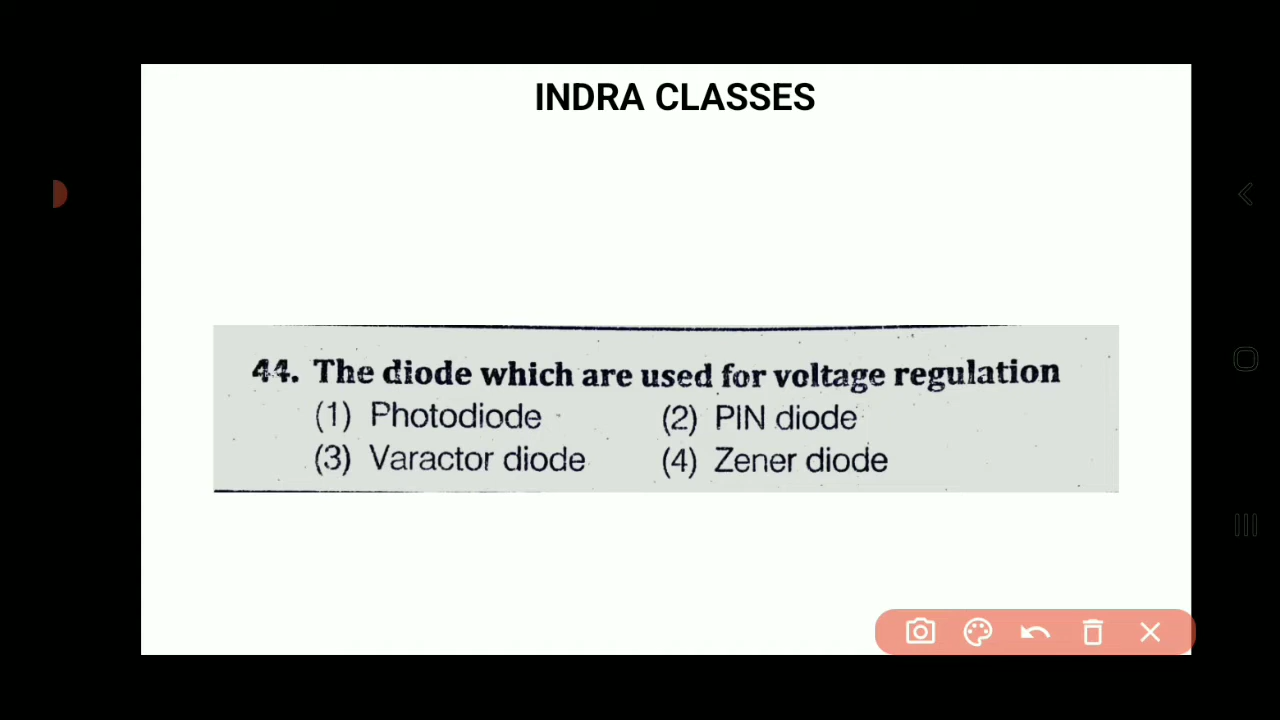 INDRA CLASSES
44. The diode which are used for voltage regulation
(1) Photodiode (2) PIN diode
(3) Varactor diode (4) Zener diode